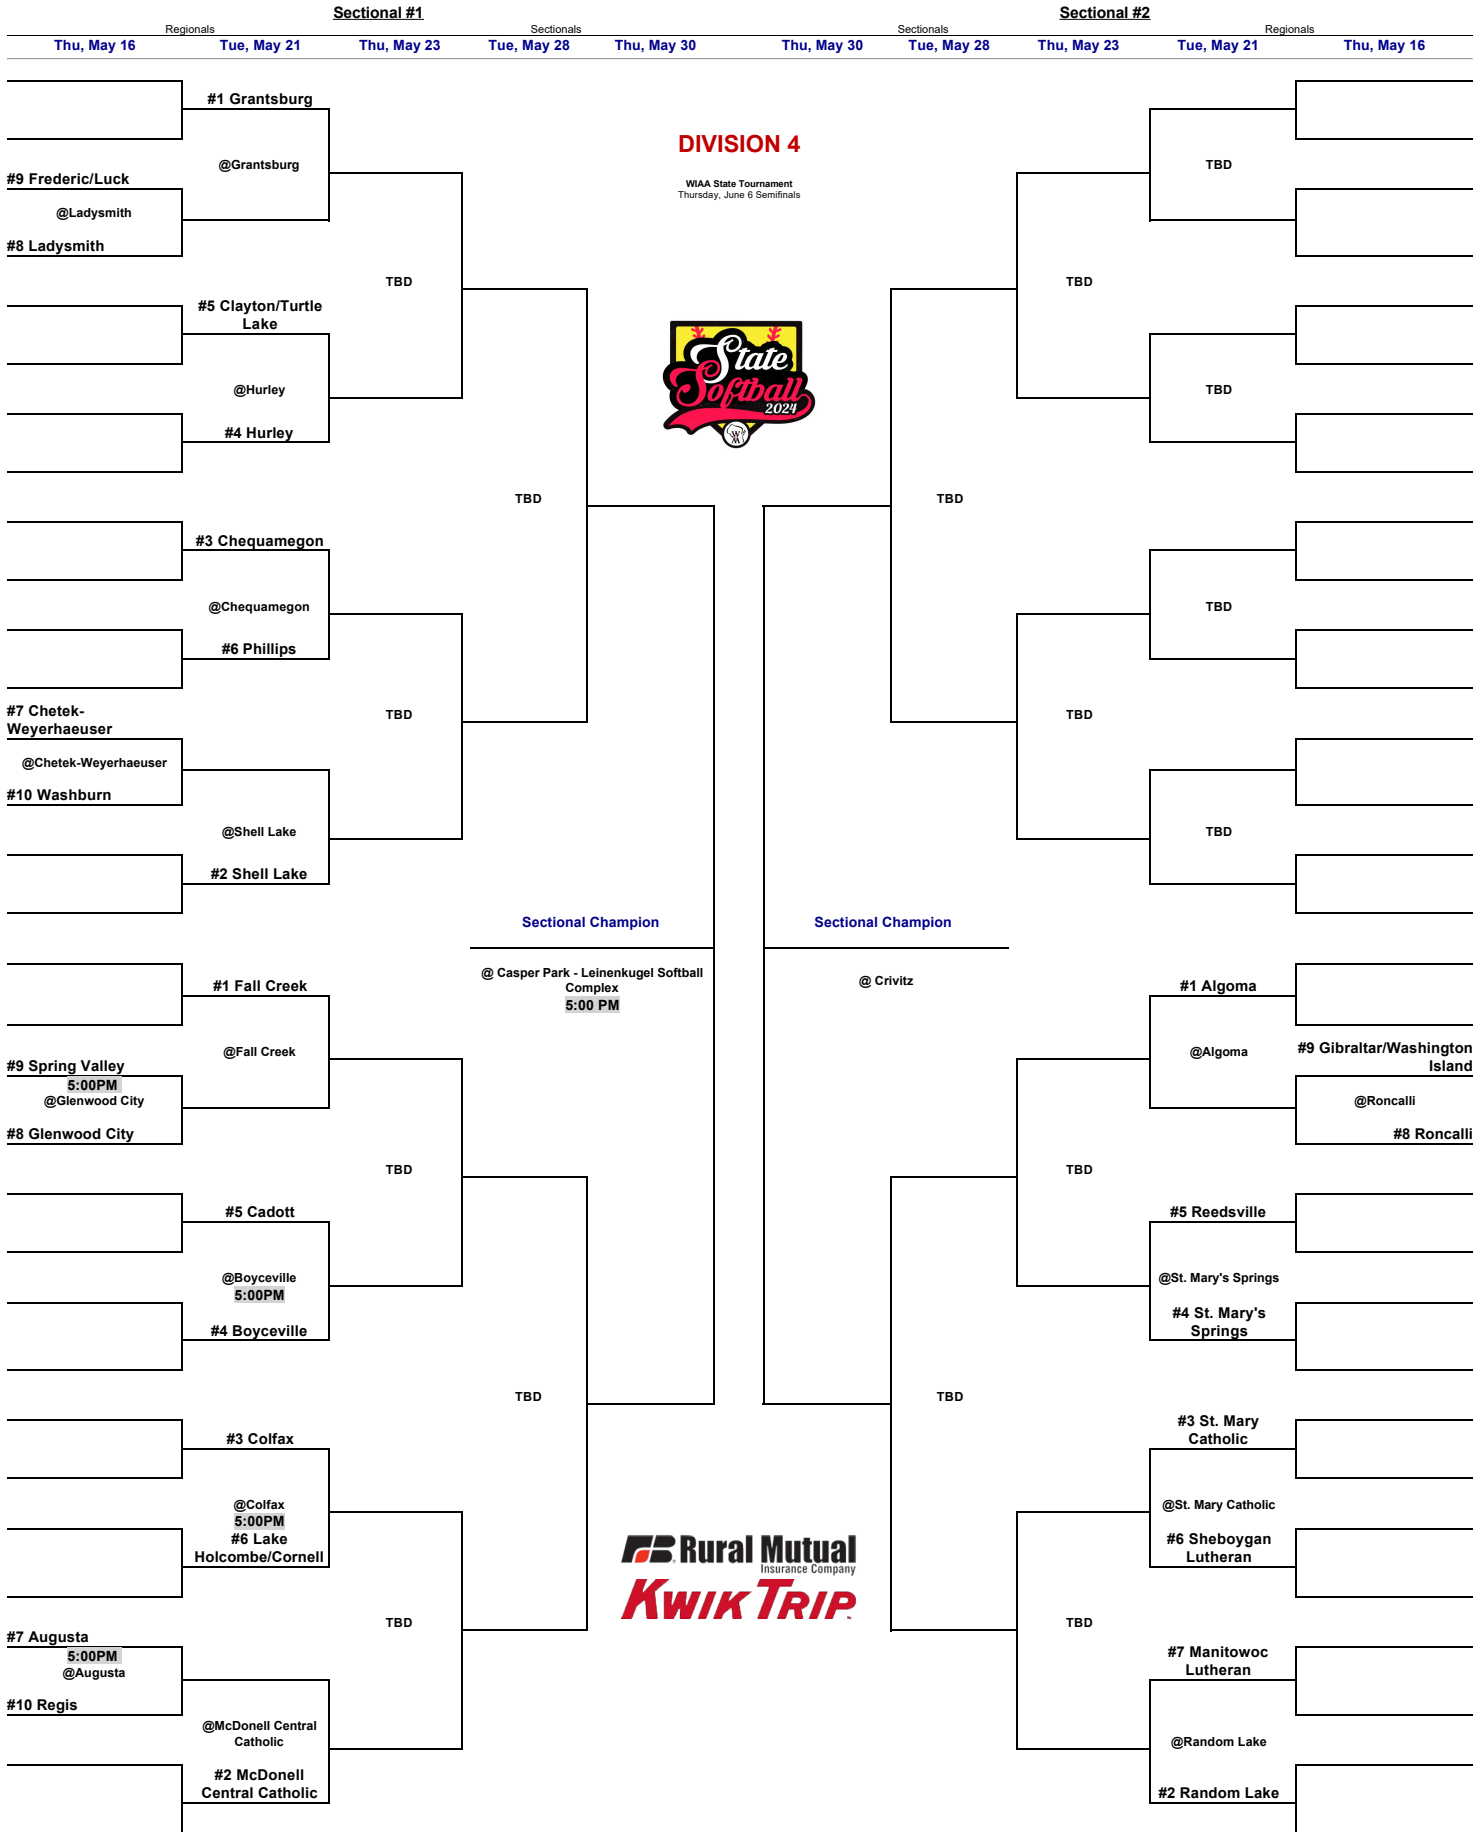 Sectional #1
Sectional #2
Regionals
Sectionals
Sectionals
Regionals
Thu, May 16
Tue, May 21
Thu, May 23
Tue, May 28
Thu, May 30
Thu, May 30
Tue, May 28
Thu, May 23
Tue, May 21
Thu, May 16
DIVISION 4
WIAA State Tournament
Thursday, June 6 Semifinals
State
Softball
2024
#1 Grantsburg
@Grantsburg
#9 Frederic/Luck
@Ladysmith
#8 Ladysmith
TBD
#5 Clayton/Turtle
Lake
@Hurley
#4 Hurley
TBD
#3 Chequamegon
@Chequamegon
#6 Phillips
TBD
#7 Chetek-
Weyerhaeuser
@Chetek-Weyerhaeuser
#10 Washburn
@Shell Lake
#2 Shell Lake
Sectional Champion
@ Casper Park - Leinenkugel Softball
Complex
5:00 PM
#1 Fall Creek
@Fall Creek
#9 Spring Valley
5:00PM
@Glenwood City
#8 Glenwood City
TBD
#5 Cadott
@Boyceville
5:00PM
#4 Boyceville
TBD
#3 Colfax
@Colfax
5:00PM
#6 Lake
Holcombe/Cornell
TBD
#7 Augusta
5:00PM
@Augusta
#10 Regis
@McDonell Central
Catholic
#2 McDonell
Central Catholic
Rural Mutual
Insurance Company
KWIK TRIP
TBD
TBD
TBD
TBD
TBD
TBD
TBD
Sectional Champion
@ Crivitz
#1 Algoma
@Algoma
#9 Gibraltar/Washington
Island
@Roncalli
#8 Roncalli
TBD
#5 Reedsville
@St. Mary's Springs
#4 St. Mary's
Springs
TBD
#3 St. Mary
Catholic
@St. Mary Catholic
#6 Sheboygan
Lutheran
TBD
#7 Manitowoc
Lutheran
@Random Lake
#2 Random Lake